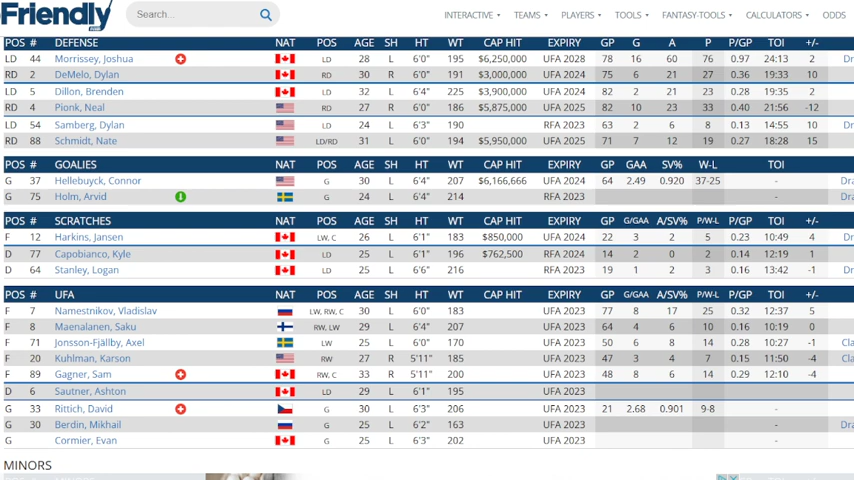 Friendly
Search...
INTERACTIVE TEAMS PLAYERS TOOLS FANTASY-TOOLS CALCULATORS ODDS
POS # DEFENSE NAT POS AGE SH HT WT CAP HIT EXPIRY GP G A P P/GP TOI +/-
LD 44 Morrissey, Joshua LD 28 L 6'0" 195 $6,250,000 UFA 2028 78 16 60 76 0.97 24:13 2 Dr
RD 2 DeMelo, Dylan RD 30 R 6'0" 191 $3,000,000 UFA 2024 75 6 21 27 0.36 19:33 10
LD 5 Dillon, Brenden LD 32 L 6'4" 225 $3,900,000 UFA 2024 82 2 21 23 0.28 19:35 2
RD 4 Pionk, Neal RD 27 R 6'0" 186 $5,875,000 UFA 2025 82 10 23 33 0.40 21:56 -12
LD 54 Samberg, Dylan LD 24 L 6'3" 190 RFA 2023 63 2 6 8 0.13 14:55 10 Dr
RD 88 Schmidt, Nate LD/RD 31 L 6'0" 194 $5,950,000 UFA 2025 71 7 12 19 0.27 18:28 15
POS # GOALIES NAT POS AGE SH HT WT CAP HIT EXPIRY GP GAA SV% W-L TOI
G 37 Hellebuyck, Connor G 30 L 6'4" 207 $6,166,666 UFA 2024 64 2.49 0.920 37-25 - Dra
G 75 Holm, Arvid G 24 L 6'4" 214 RFA 2023 - Dra
POS # SCRATCHES NAT POS AGE SH HT WT CAP HIT EXPIRY GP G/GAA A/SV% P/W-L P/GP TOI +/-
F 12 Harkins, Jansen LW, C 26 L 6'1" 183 $850,000 UFA 2024 22 3 2 5 0.23 10:49 4 Dr
D 77 Capobianco, Kyle LD 25 L 6'1" 196 $762,500 RFA 2024 14 2 0 2 0.14 12:19 1
D 64 Stanley, Logan LD 25 L 6'6" 216 RFA 2023 19 1 2 3 0.16 13:42 -1 Dr
POS # UFA NAT POS AGE SH HT WT CAP HIT EXPIRY GP G/GAA A/SV% P/W-L P/GP TOI +/-
F 7 Namestnikov, Vladislav LW, RW, C 30 L 6'0" 183 UFA 2023 77 8 17 25 0.32 12:37 5
F 8 Maenalanen, Saku RW, LW 29 L 6'4" 207 UFA 2023 64 4 6 10 0.16 10:19 0
F 71 Jonsson-Fjällby, Axel LW 25 L 6'0" 170 UFA 2023 50 6 8 14 0.28 10:27 -1 Cla
F 20 Kuhlman, Karson RW 27 R 5'11" 185 UFA 2023 47 3 4 7 0.15 11:50 -4 Cla
F 89 Gagner, Sam RW, C 33 R 5'11" 200 UFA 2023 48 8 6 14 0.29 12:10 -4
D 6 Sautner, Ashton LD 29 L 6'1" 195 UFA 2023
G 33 Rittich, David G 30 L 6'3" 206 UFA 2023 21 2.68 0.901 9-8 -
G 30 Berdin, Mikhail G 25 L 6'2" 163 UFA 2023 - Dra
G Cormier, Evan G 25 L 6'3" 202 UFA 2023 -
MINORS